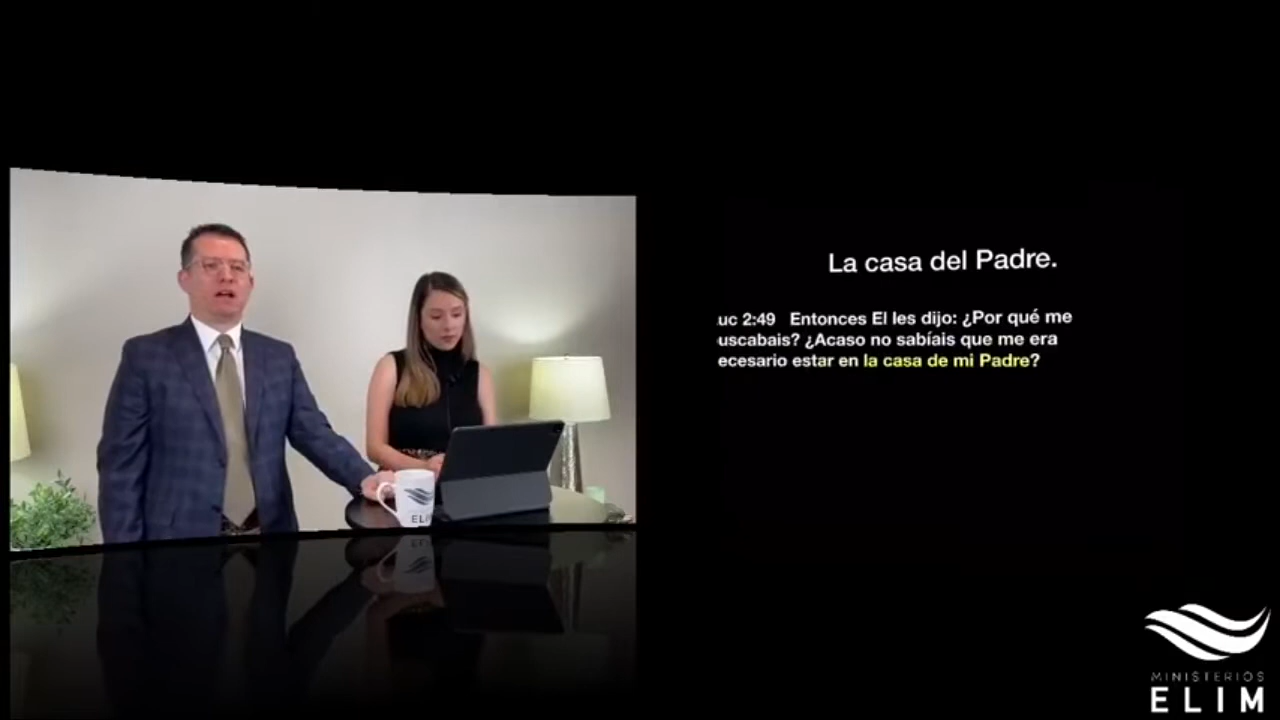 La casa del Padre.
uc 2:49 Entonces El les dijo: ¿Por qué me
uscabais? ¿Acaso no sabíais que me era
ecesario estar en la casa de mi Padre?
ELI
MINISTERIOS
ELIM